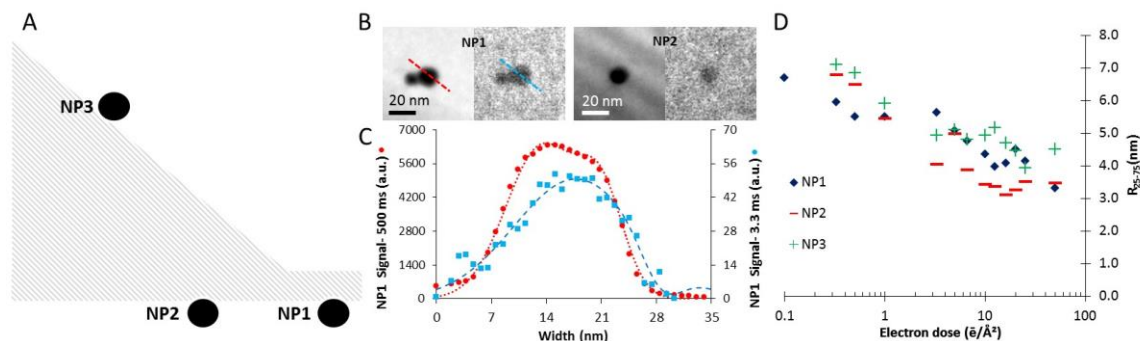 A
NP3
NP2
NP1
B
NP1
NP2
20 nm
20 nm
C
NP1 Signal- 500 ms (a.u.)
7000
5600
4200
2800
1400
0
70
56
42
28
14
0
NP1 Signal- 3.3 ms (a.u.)
0 7 14 21 28 35
Width (nm)
D
8.0
7.0
6.0
5.0
4.0
3.0
2.0
1.0
0.0
R25-75(nm)
NP1
NP2
NP3
0.1 1 10 100
Electron dose (ē/Å²)